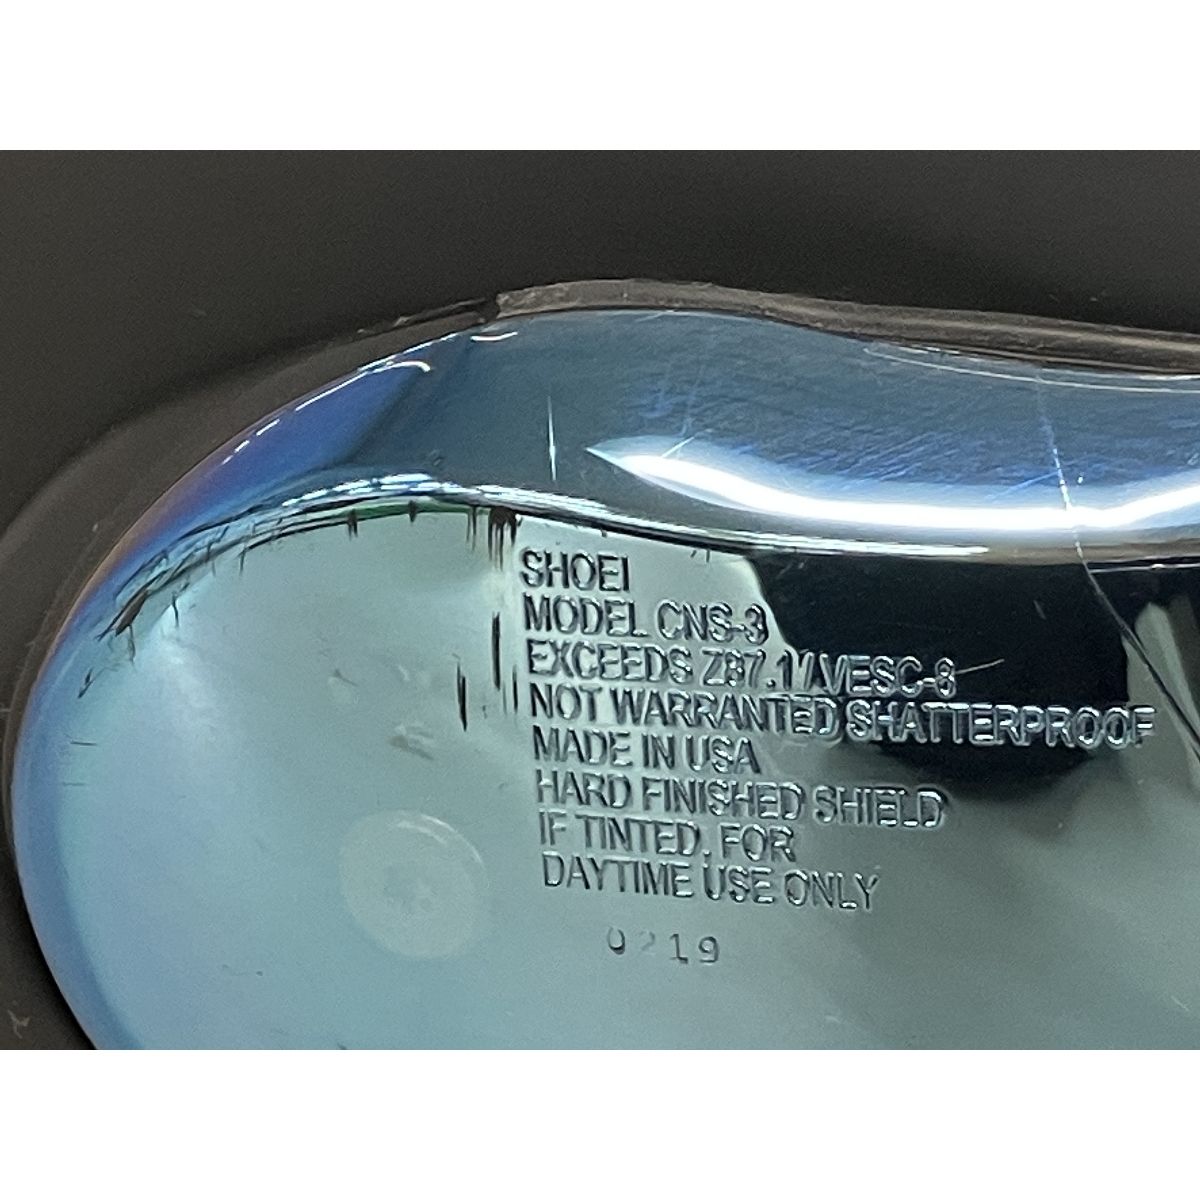 SHOEI
MODEL CNS-3
EXCEEDS Z87.1/VESC-8
NOT WARRANTED SHATTERPROOF
MADE IN USA
HARD FINISHED SHIELD
IF TINTED, FOR
DAYTIME USE ONLY
0219